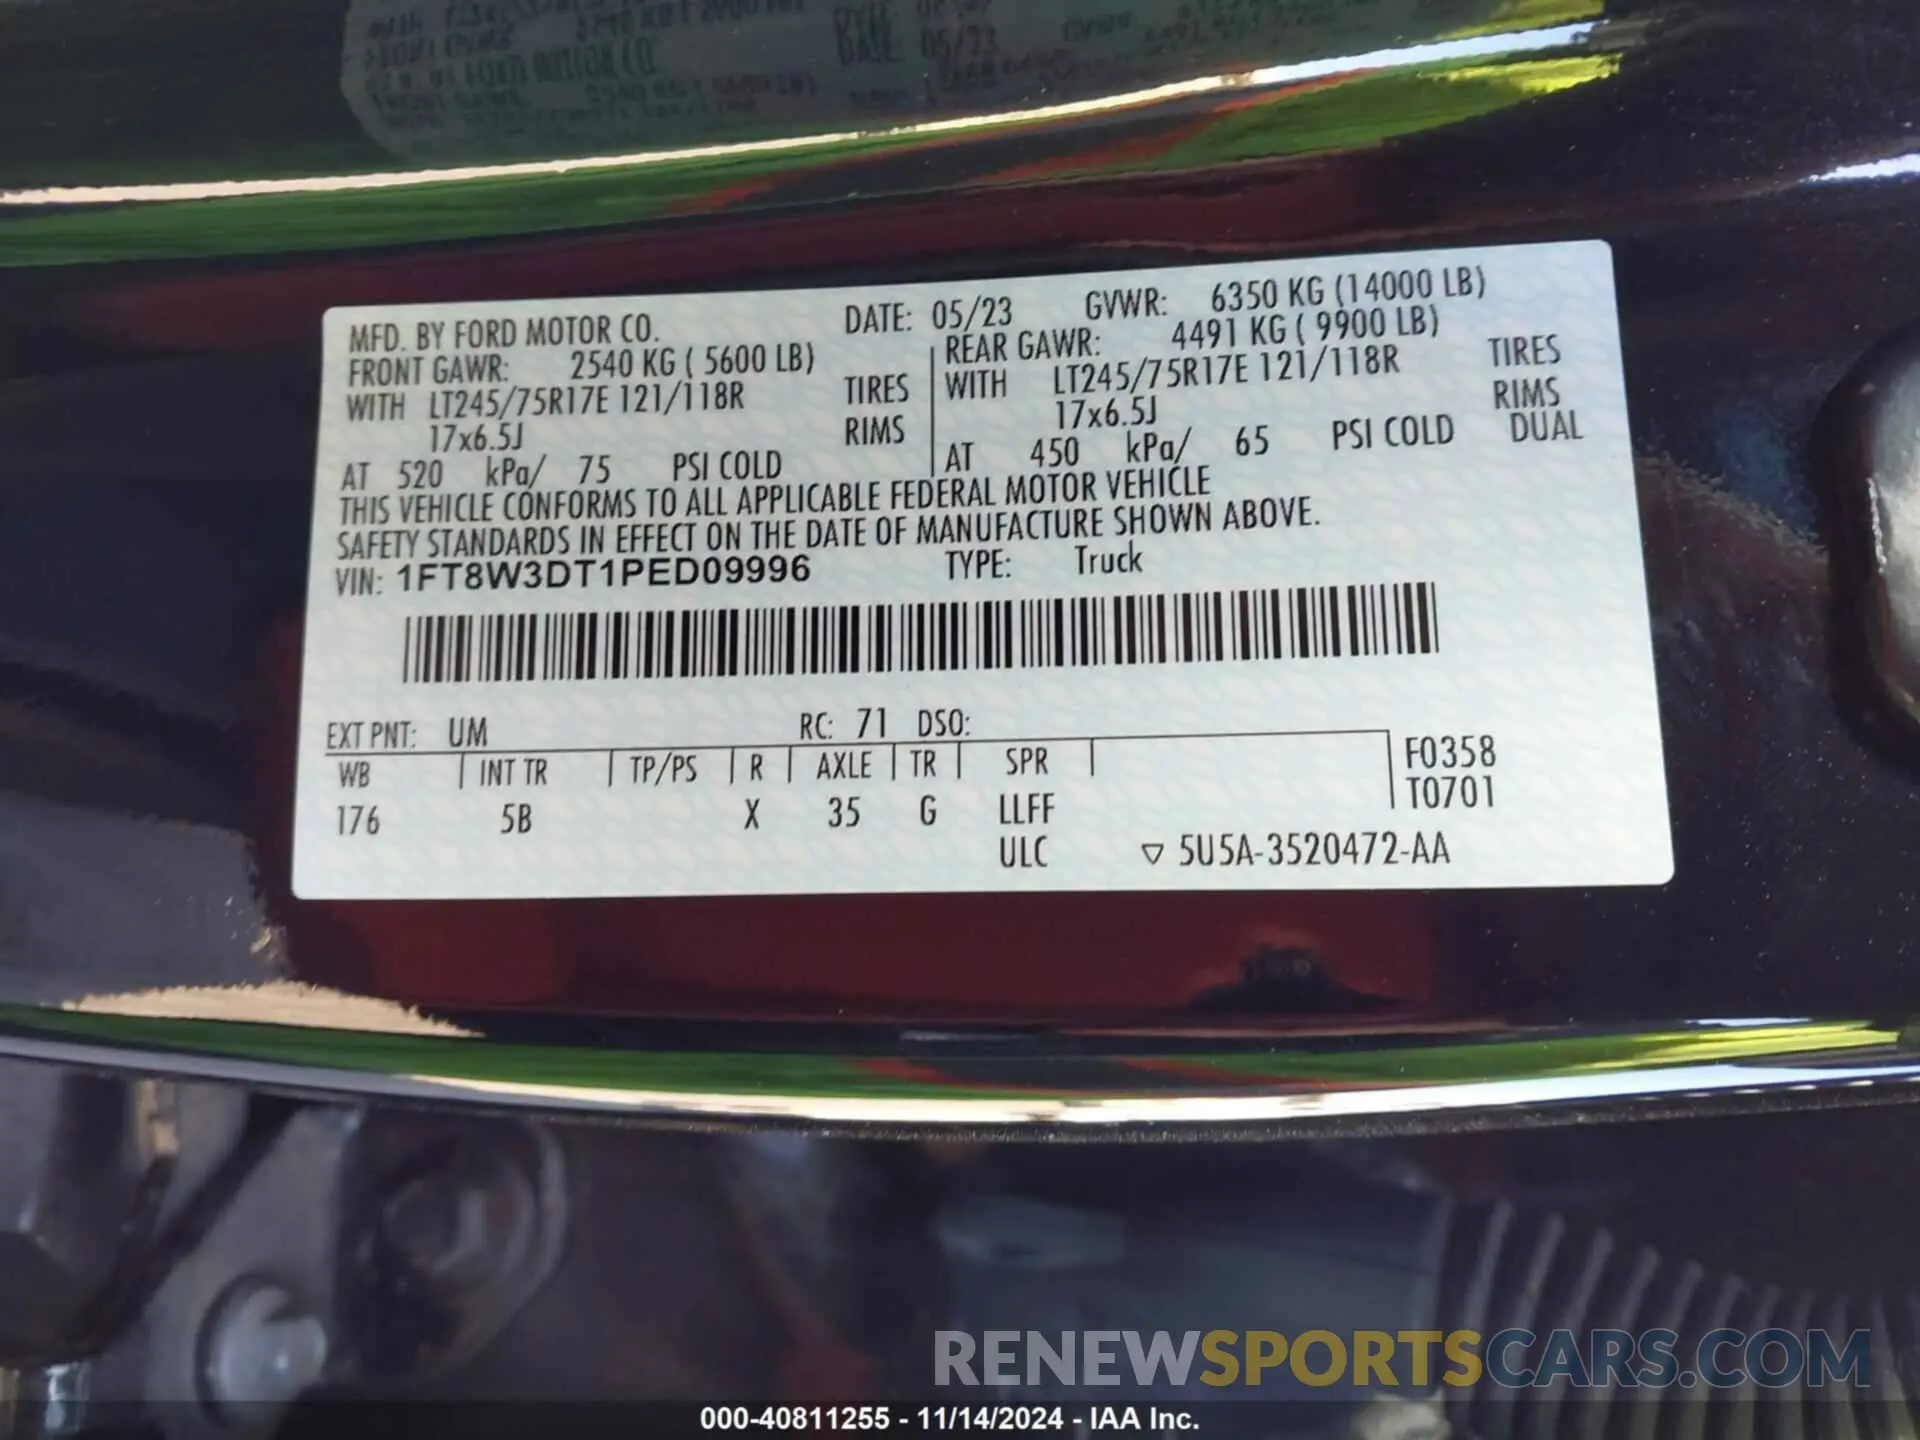 MFD. BY FORD MOTOR CO. DATE: 05/23 GVWR: 6350 KG (14000 LB)
FRONT GAWR: 2540 KG ( 5600 LB) REAR GAWR: 4491 KG ( 9900 LB)
WITH LT245/75R17E 121/118R TIRES WITH LT245/75R17E 121/118R TIRES
17x6.5J RIMS 17x6.5J RIMS
AT 520 kPa/ 75 PSI COLD AT 450 kPa/ 65 PSI COLD DUAL
THIS VEHICLE CONFORMS TO ALL APPLICABLE FEDERAL MOTOR VEHICLE
SAFETY STANDARDS IN EFFECT ON THE DATE OF MANUFACTURE SHOWN ABOVE.
VIN: 1FT8W3DT1PED09996 TYPE: Truck
EXT PNT: UM RC: 71 DSO:
WB INT TR TP/PS R AXLE TR SPR F0358
176 5B X 35 G LLFF T0701
ULC ▽ 5U5A-3520472-AA
RENEWSPORTSCARS.COM
000-40811255 - 11/14/2024 - IAA Inc.